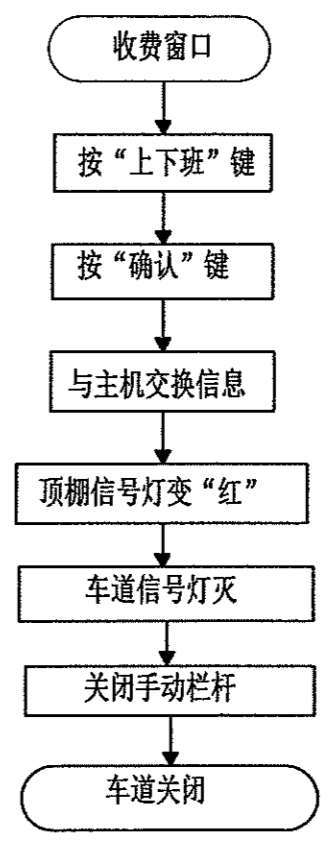 收费窗口
按“上下班”键
按“确认”键
与主机交换信息
顶棚信号灯变“红”
车道信号灯灭
关闭手动栏杆
车道关闭